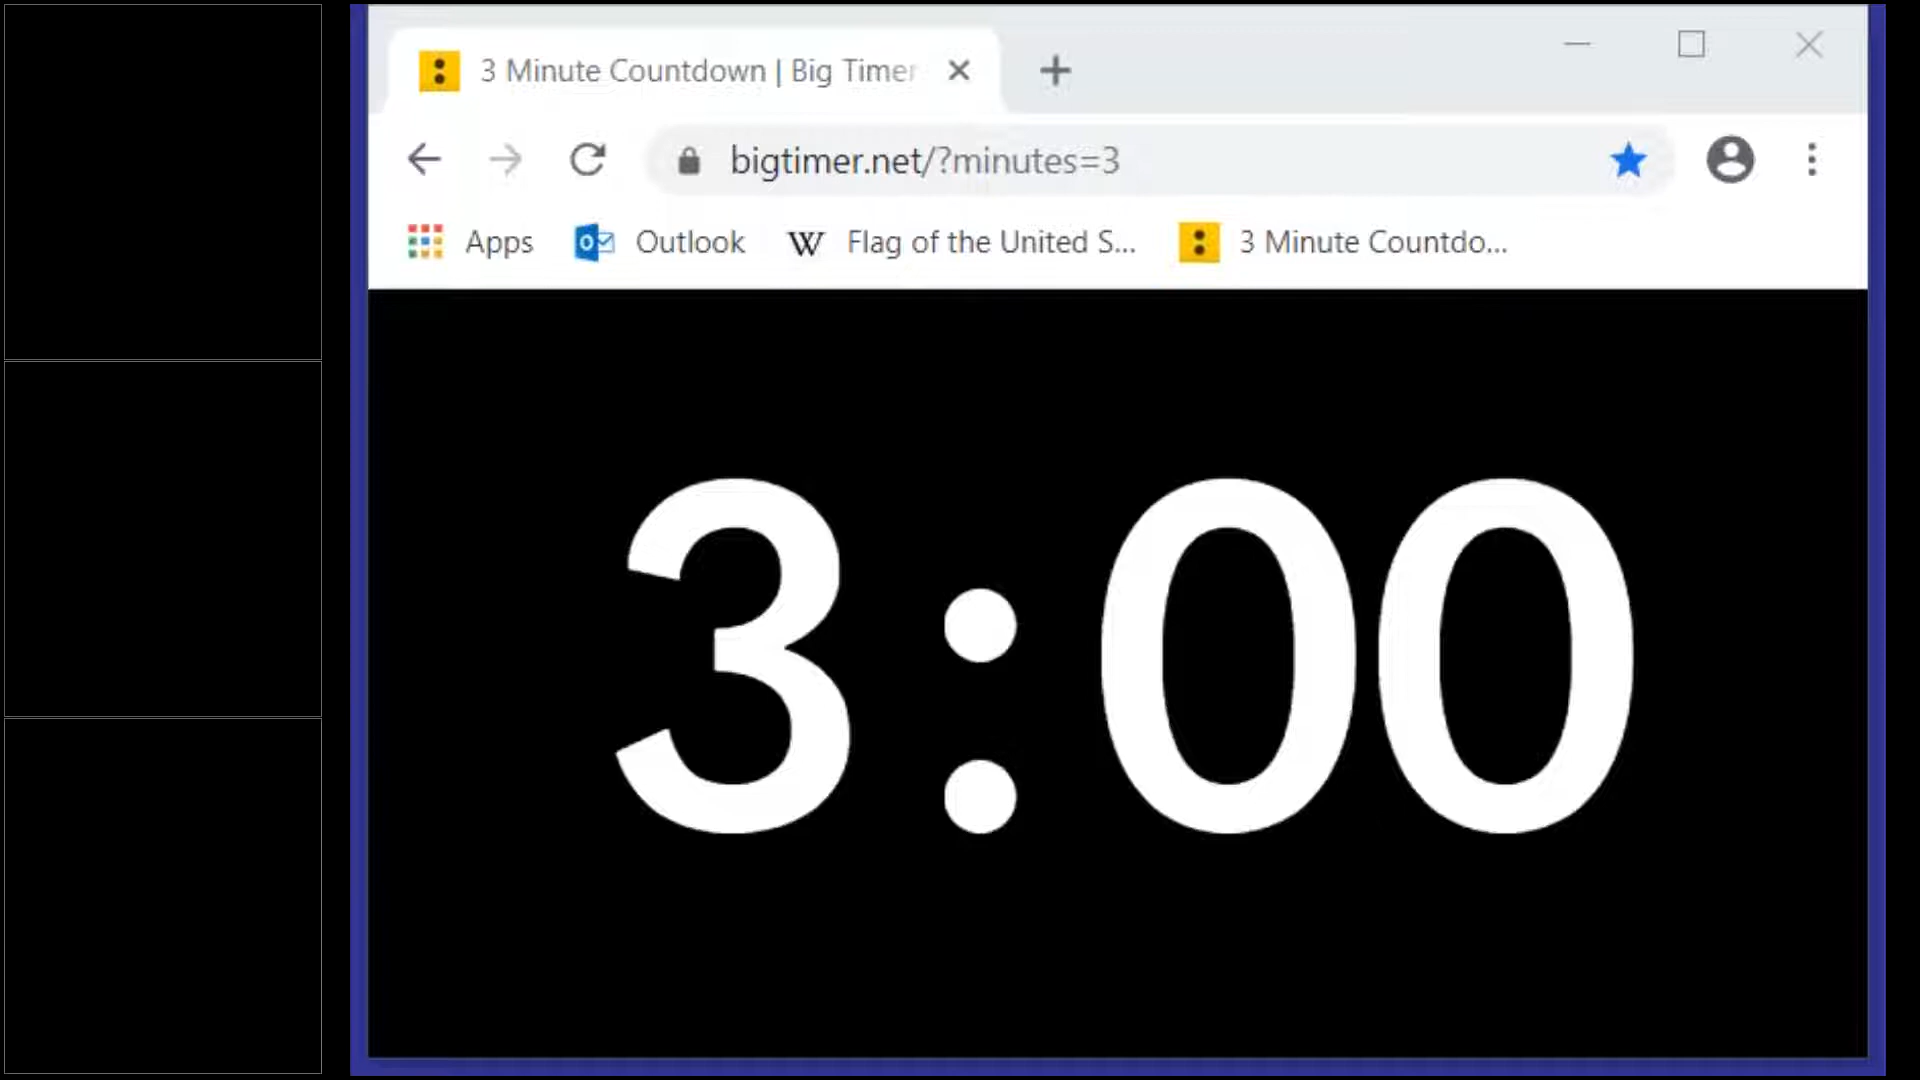 3 Minute Countdown | Big Timer
bigtimer.net/?minutes=3
Apps Outlook Flag of the United S... 3 Minute Countdo...
3:00